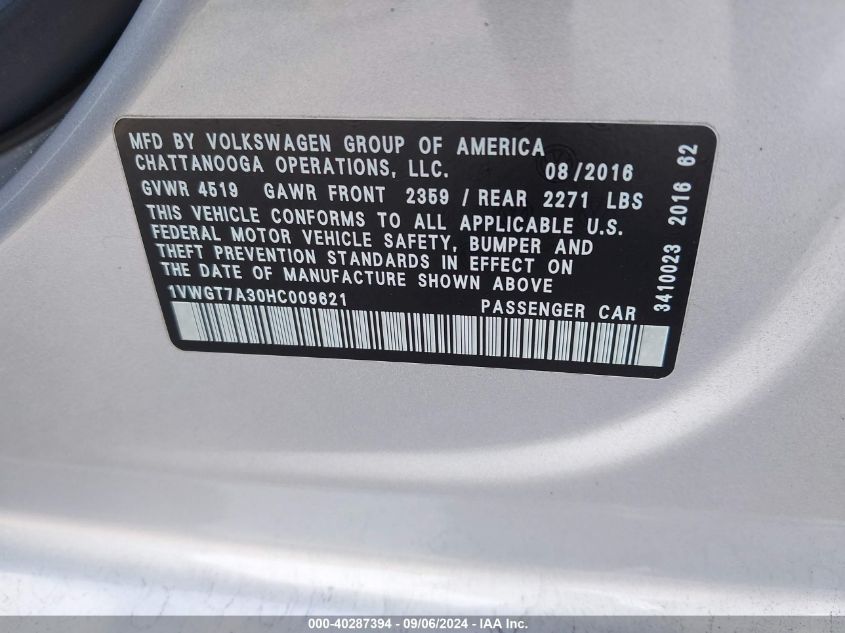 MFD BY VOLKSWAGEN GROUP OF AMERICA
CHATTANOOGA OPERATIONS, LLC. 08/2016
GVWR 4519 GAWR FRONT 2359 / REAR 2271 LBS
THIS VEHICLE CONFORMS TO ALL APPLICABLE U.S.
FEDERAL MOTOR VEHICLE SAFETY, BUMPER AND
THEFT PREVENTION STANDARDS IN EFFECT ON
THE DATE OF MANUFACTURE SHOWN ABOVE
1VWGT7A30HC009621 PASSENGER CAR
3410023 2016 62
000-40287394 - 09/06/2024 - IAA Inc.